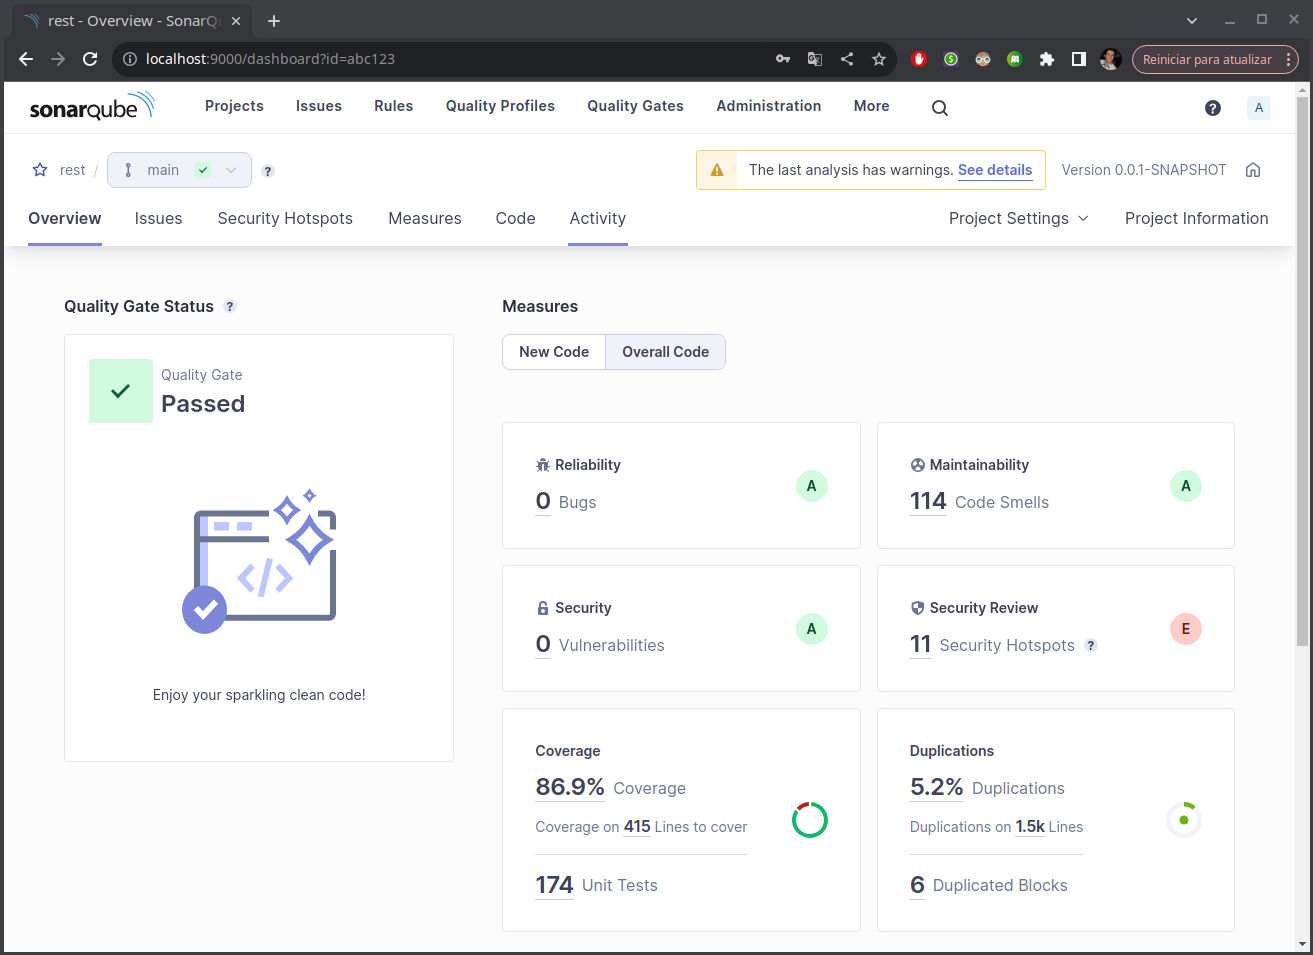 rest - Overview - SonarQu
localhost:9000/dashboard?id=abc123
Reiniciar para atualizar
sonarqube
Projects
Issues
Rules
Quality Profiles
Quality Gates
Administration
More
?
A
rest /
main
?
The last analysis has warnings. See details
Version 0.0.1-SNAPSHOT
Overview
Issues
Security Hotspots
Measures
Code
Activity
Project Settings
Project Information
Quality Gate Status ?
Quality Gate
Passed
</>
Enjoy your sparkling clean code!
Measures
New Code
Overall Code
Reliability
0 Bugs
A
Maintainability
114 Code Smells
A
Security
0 Vulnerabilities
A
Security Review
11 Security Hotspots ?
E
Coverage
86.9% Coverage
Coverage on 415 Lines to cover
174 Unit Tests
Duplications
5.2% Duplications
Duplications on 1.5k Lines
6 Duplicated Blocks